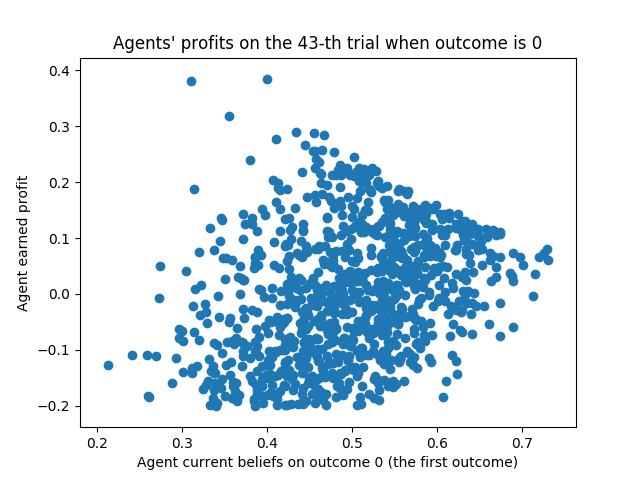 Agents' profits on the 43-th trial when outcome is 0
0.4
0.3
0.2
0.1
0.0
−0.1
−0.2
Agent earned profit
0.2 0.3 0.4 0.5 0.6 0.7
Agent current beliefs on outcome 0 (the first outcome)